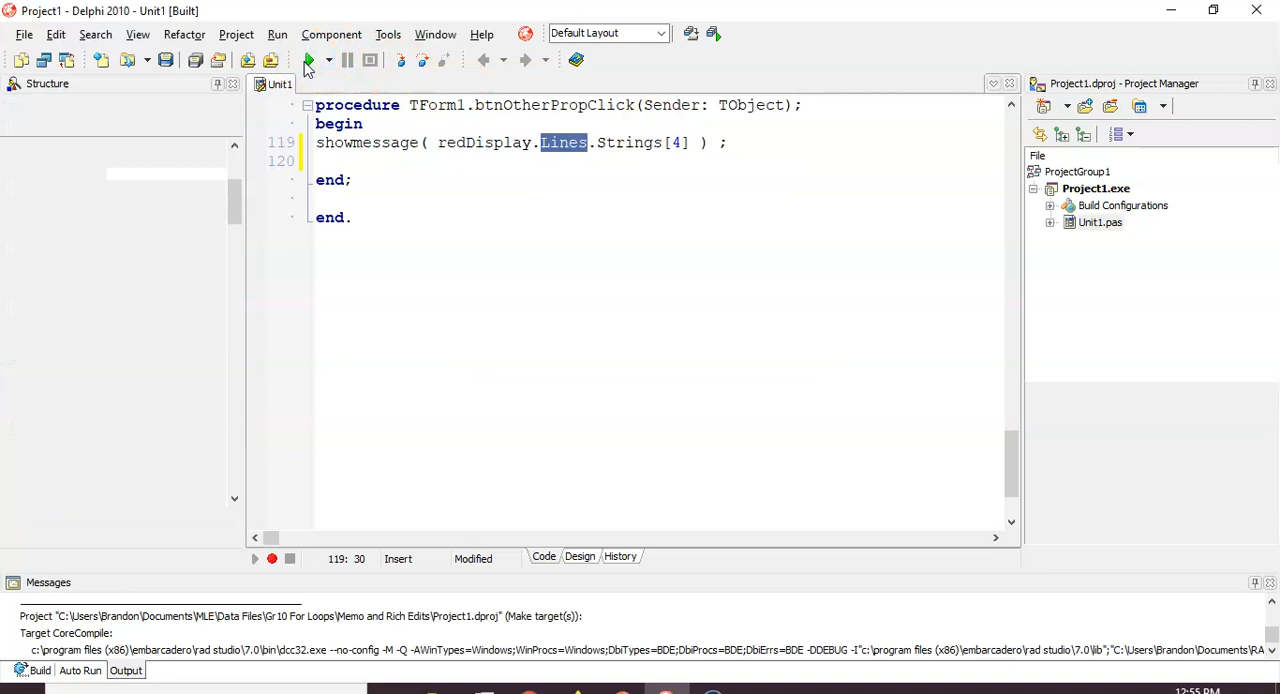 Project1 - Delphi 2010 - Unit1 [Built]
File Edit Search View Refactor Project Run Component Tools Window Help Default Layout
Structure
Unit1
procedure TForm1.btnOtherPropClick(Sender: TObject);
begin
119 showmessage( redDisplay.Lines.Strings[4] ) ;
120
end;
end.
119: 30 Insert Modified Code Design History
Project1.dproj - Project Manager
File
ProjectGroup1
Project1.exe
Build Configurations
Unit1.pas
Messages
Project "C:\Users\Brandon\Documents\MLE\Data Files\Gr10 For Loops\Memo and Rich Edits\Project1.dproj" (Make target(s)):
Target CoreCompile:
c:\program files (x86)\embarcadero\rad studio\7.0\bin\dcc32.exe --no-config -M -Q -AWinTypes=Windows;WinProcs=Windows;DbiTypes=BDE;DbiProcs=BDE;DbiErrs=BDE -DDEBUG -I"c:\program files (x86)\embarcadero\rad studio\7.0\lib";"C:\Users\Brandon\Documents\RA
Build Auto Run Output
12:55 PM